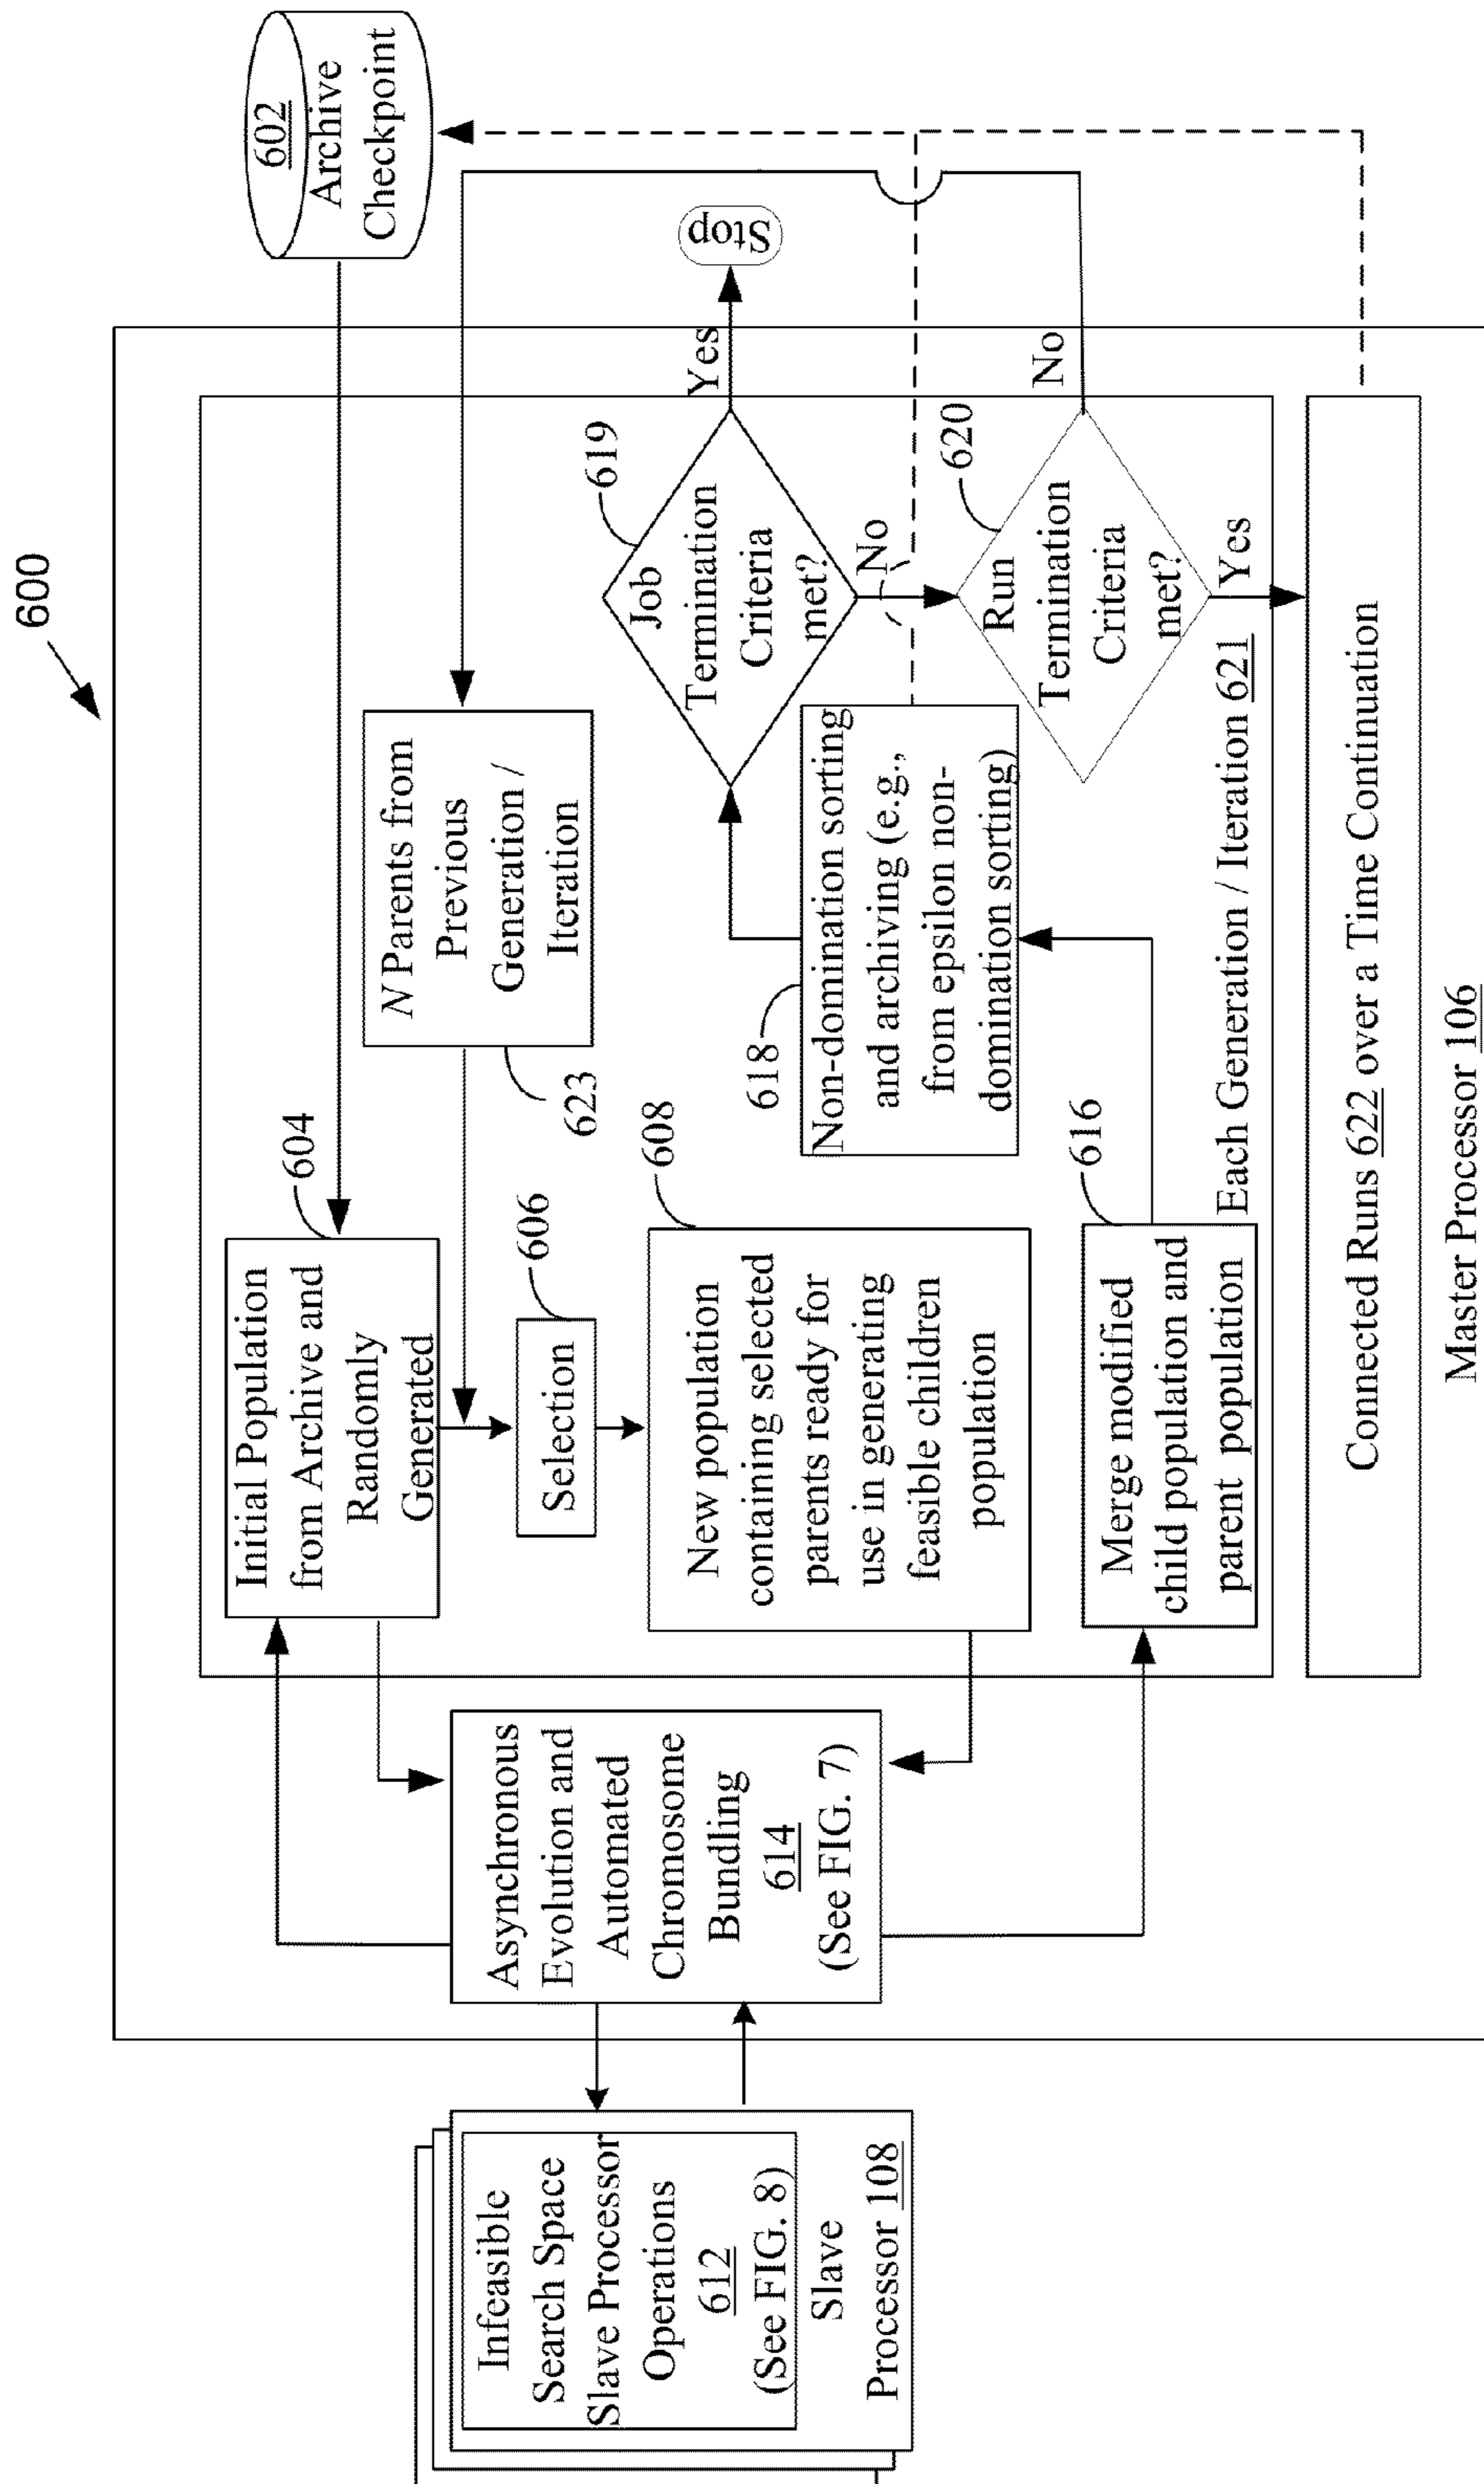 600
602
Archive
Checkpoint
604
Initial Population
from Archive and
Randomly
Generated
N Parents from
Previous
Generation /
Iteration
623
606
Selection
608
New population
containing selected
parents ready for
use in generating
feasible children
population
Infeasible
Search Space
Slave Processor
Operations
612
(See FIG. 8)
Slave
Processor 108
Asynchronous
Evolution and
Automated
Chromosome
Bundling
614
(See FIG. 7)
616
Merge modified
child population and
parent population
618
Non-domination sorting
and archiving (e.g.,
from epsilon non-
domination sorting)
619
Job
Termination
Criteria
met?
Yes
Stop
No
620
Run
Termination
Criteria
met?
No
Yes
Each Generation / Iteration 621
Connected Runs 622 over a Time Continuation
Master Processor 106